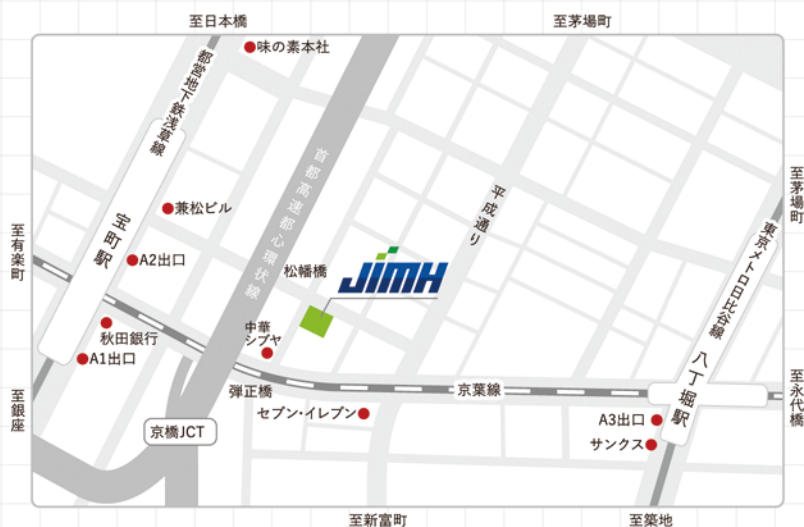 至日本橋
至茅場町
味の素本社
都営地下鉄浅草線
首都高速都心環状線
平成通り
至茅場町
兼松ビル
宝町駅
至有楽町
A2出口
松幡橋
JIMH
東京メトロ日比谷線
秋田銀行
A1出口
中華
シブヤ
八丁堀駅
至銀座
弾正橋
京葉線
至永代橋
セブン・イレブン
京橋JCT
A3出口
サンクス
至新富町
至築地